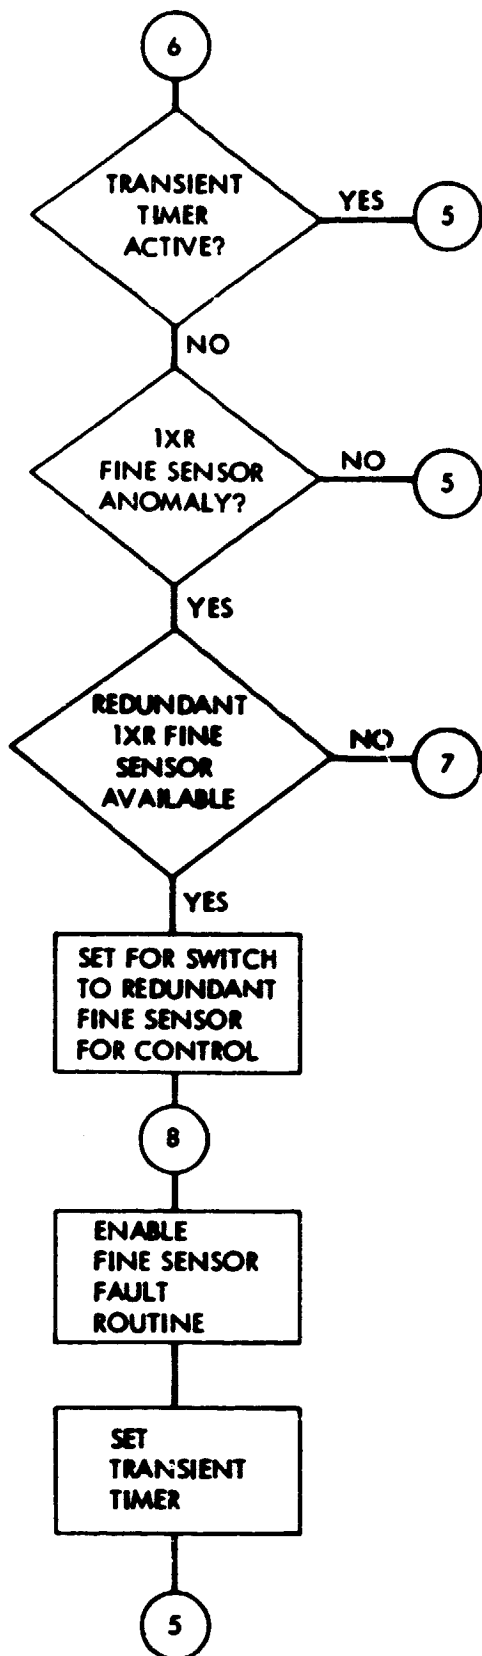 6
TRANSIENT
TIMER
ACTIVE?
YES
5
NO
1XR
FINE SENSOR
ANOMALY?
NO
5
YES
REDUNDANT
1XR FINE
SENSOR
AVAILABLE
NO
7
YES
SET FOR SWITCH
TO REDUNDANT
FINE SENSOR
FOR CONTROL
8
ENABLE
FINE SENSOR
FAULT
ROUTINE
SET
TRANSIENT
TIMER
5